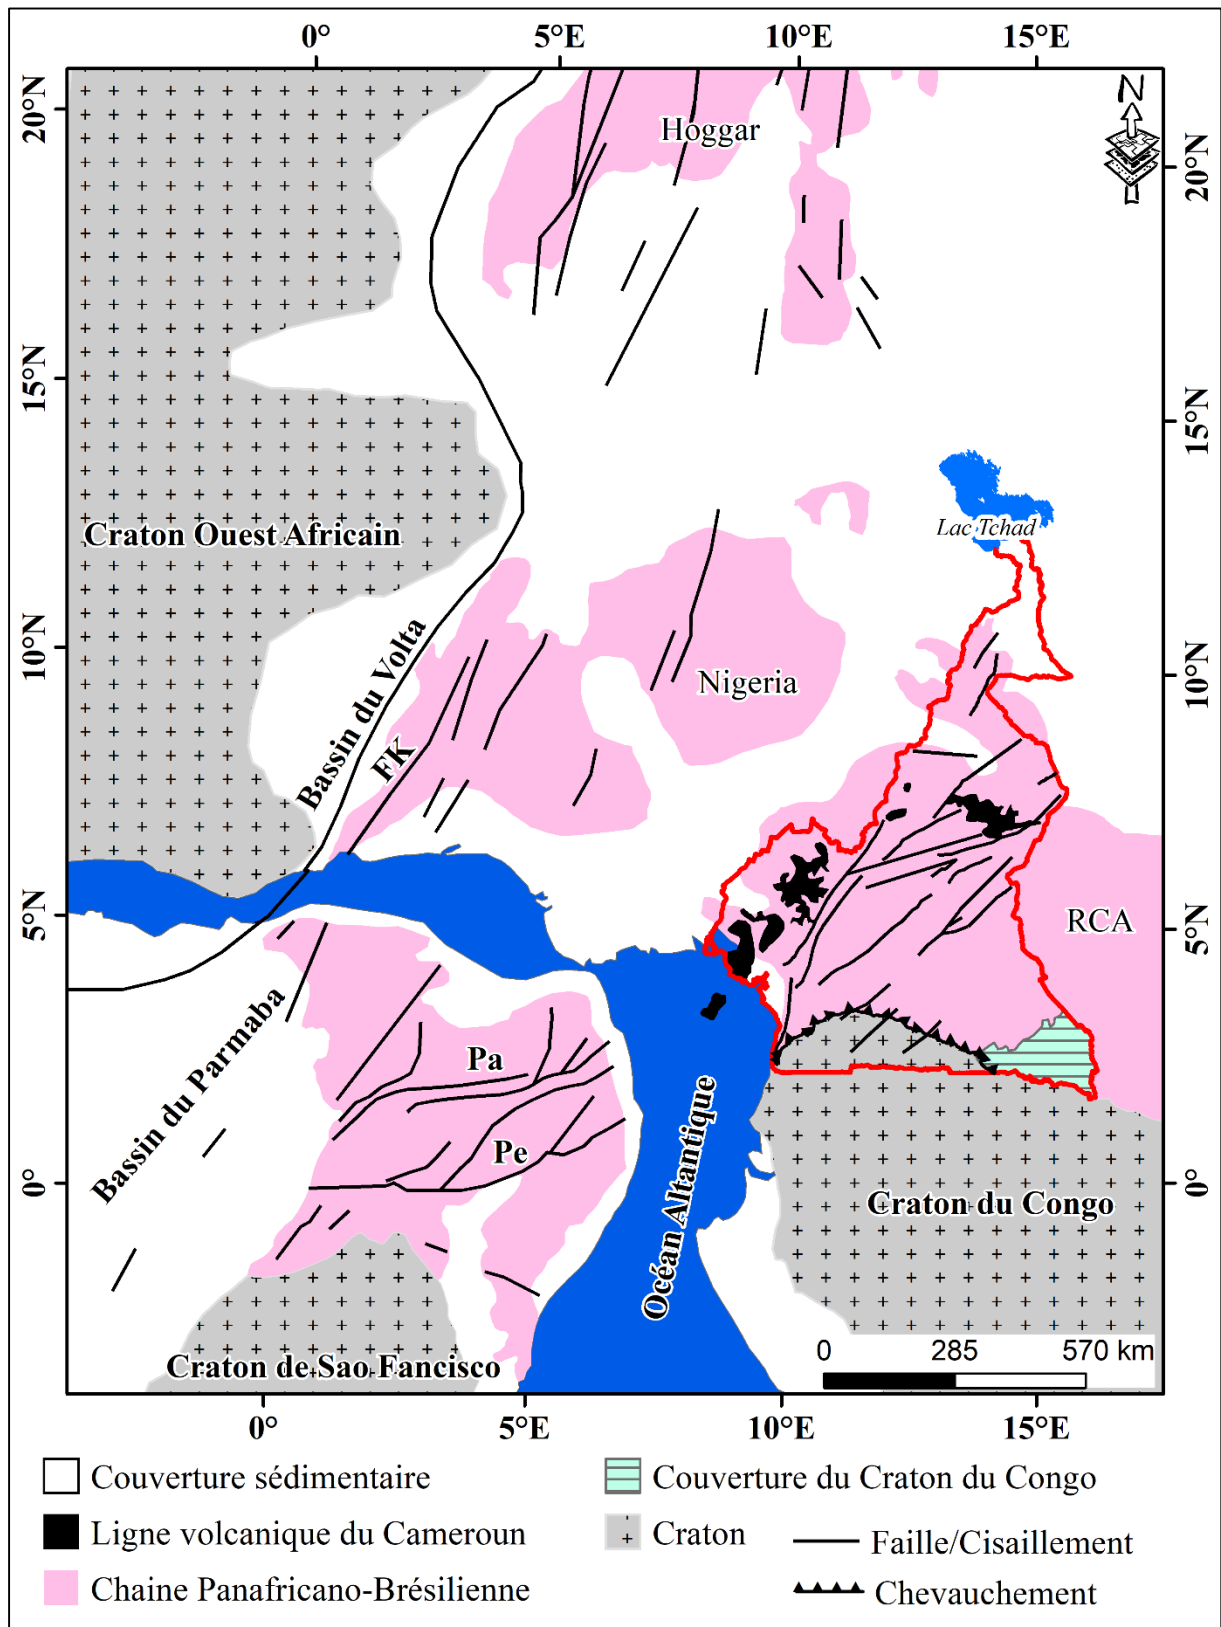 0°
5°E
10°E
15°E
20°N
20°N
N
Hoggar
15°N
15°N
Lac Tchad
Craton Ouest Africain
10°N
10°N
Bassin du Volta
FK
Nigeria
5°N
5°N
RCA
Bassin du Parmaba
Pa
Pe
Océan Altantique
0°
0°
Craton du Congo
Craton de Sao Fancisco
0
285
570 km
0°
5°E
10°E
15°E
Couverture sédimentaire
Couverture du Craton du Congo
Ligne volcanique du Cameroun
Craton
Faille/Cisaillement
Chaine Panafricano-Brésilienne
Chevauchement